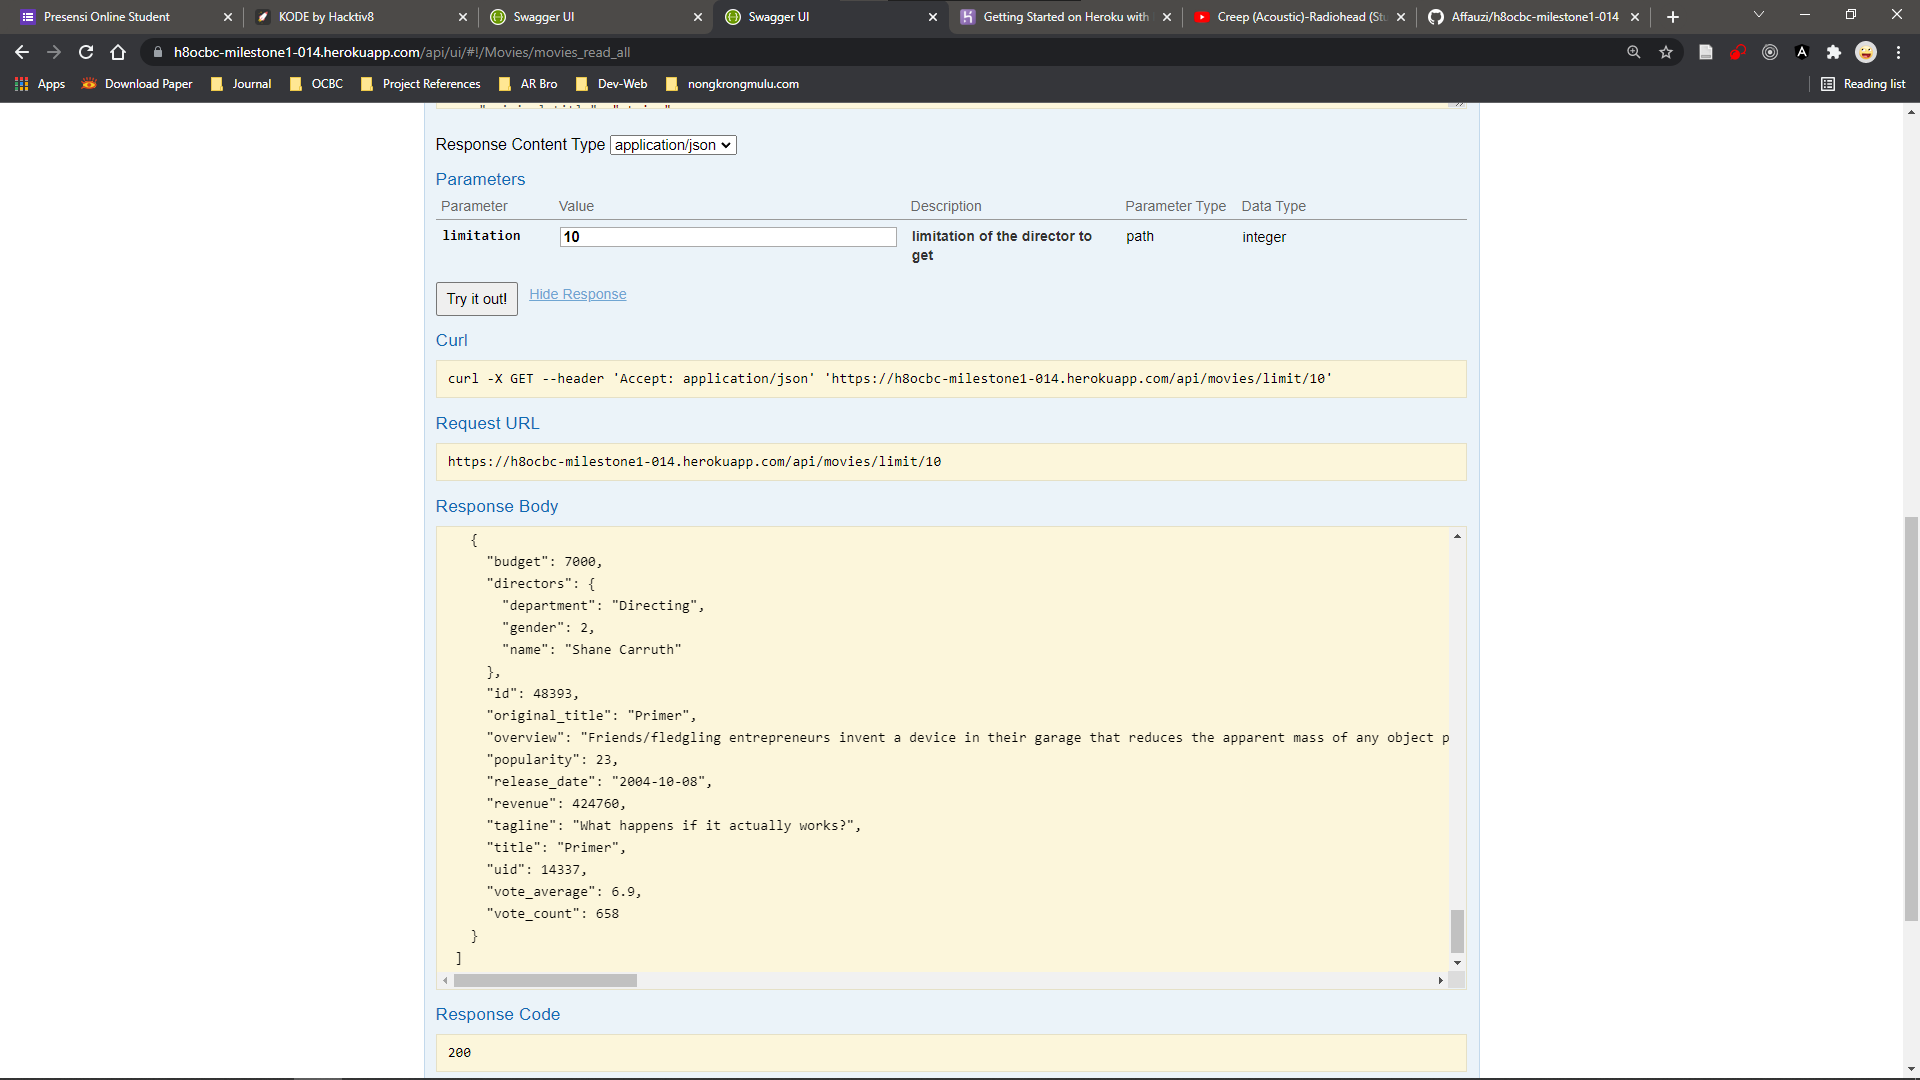 Presensi Online Student
KODE by Hacktiv8
Swagger UI
Swagger UI
Getting Started on Heroku with
Creep (Acoustic)-Radiohead (Stu
Affauzi/h8ocbc-milestone1-014
h8ocbc-milestone1-014.herokuapp.com/api/ui/#!/Movies/movies_read_all
Apps
Download Paper
Journal
OCBC
Project References
AR Bro
Dev-Web
nongkrongmulu.com
Reading list
Response Content Type application/json
Parameters
Parameter Value Description Parameter Type Data Type
limitation 10 limitation of the director to path integer
get
Try it out! Hide Response
Curl
curl -X GET --header 'Accept: application/json' 'https://h8ocbc-milestone1-014.herokuapp.com/api/movies/limit/10'
Request URL
https://h8ocbc-milestone1-014.herokuapp.com/api/movies/limit/10
Response Body
{
"budget": 7000,
"directors": {
"department": "Directing",
"gender": 2,
"name": "Shane Carruth"
},
"id": 48393,
"original_title": "Primer",
"overview": "Friends/fledgling entrepreneurs invent a device in their garage that reduces the apparent mass of any object p
"popularity": 23,
"release_date": "2004-10-08",
"revenue": 424760,
"tagline": "What happens if it actually works?",
"title": "Primer",
"uid": 14337,
"vote_average": 6.9,
"vote_count": 658
}
]
Response Code
200